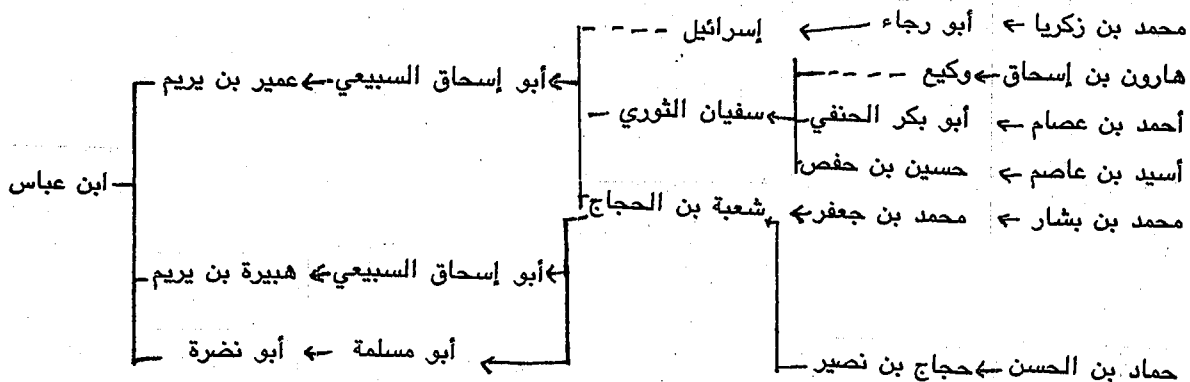 محمد بن زكريا ← أبو رجاء ← إسرائيل
هارون بن إسحاق ← وكيع
أبو إسحاق السبيعي ← عمير بن يريم
أحمد بن عصام ← أبو بكر الحنفي ← سفيان الثوري
أسيد بن عاصم ← حسين بن حفص
ابن عباس
محمد بن بشار ← محمد بن جعفر ← شعبة بن الحجاج
أبو إسحاق السبيعي ← هبيرة بن يريم
أبو مسلمة ← أبو نضرة
حماد بن الحسن ← حجاج بن نصير